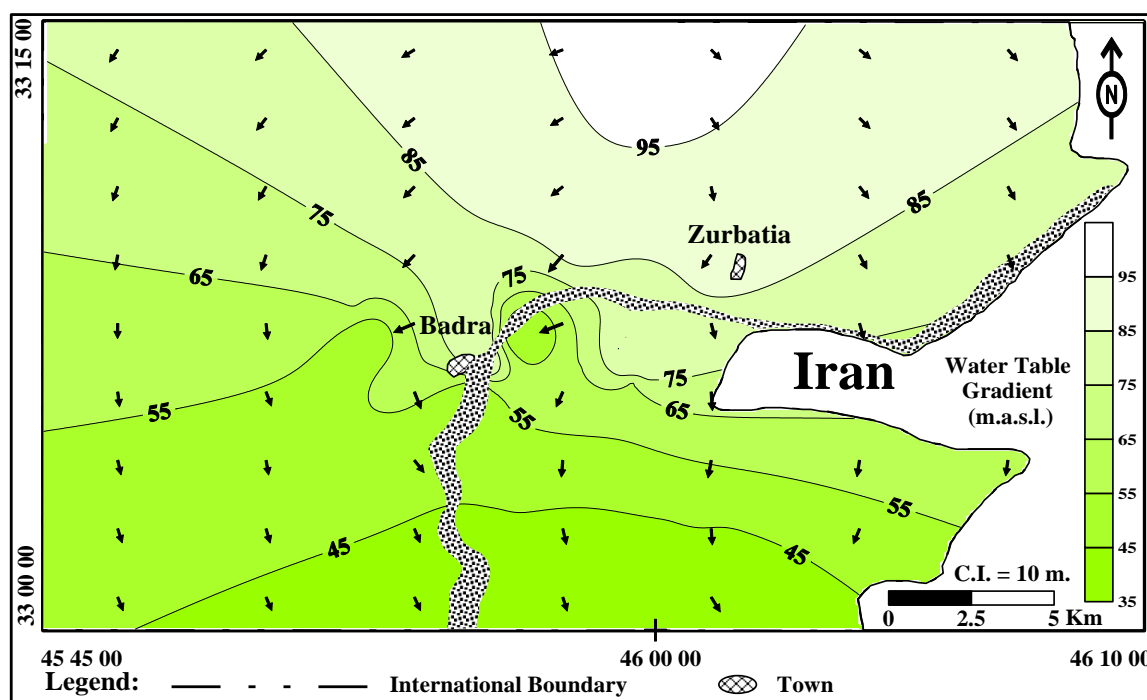 33 15 00
N
95
85
85
75
Zurbatia
75
65
Badra
Iran
Water Table
Gradient
(m.a.s.l.)
95
85
75
65
55
45
35
75
65
55
55
55
45
45
C.I. = 10 m.
0 2.5 5 Km
33 00 00
45 45 00 46 00 00 46 10 00
Legend: International Boundary Town